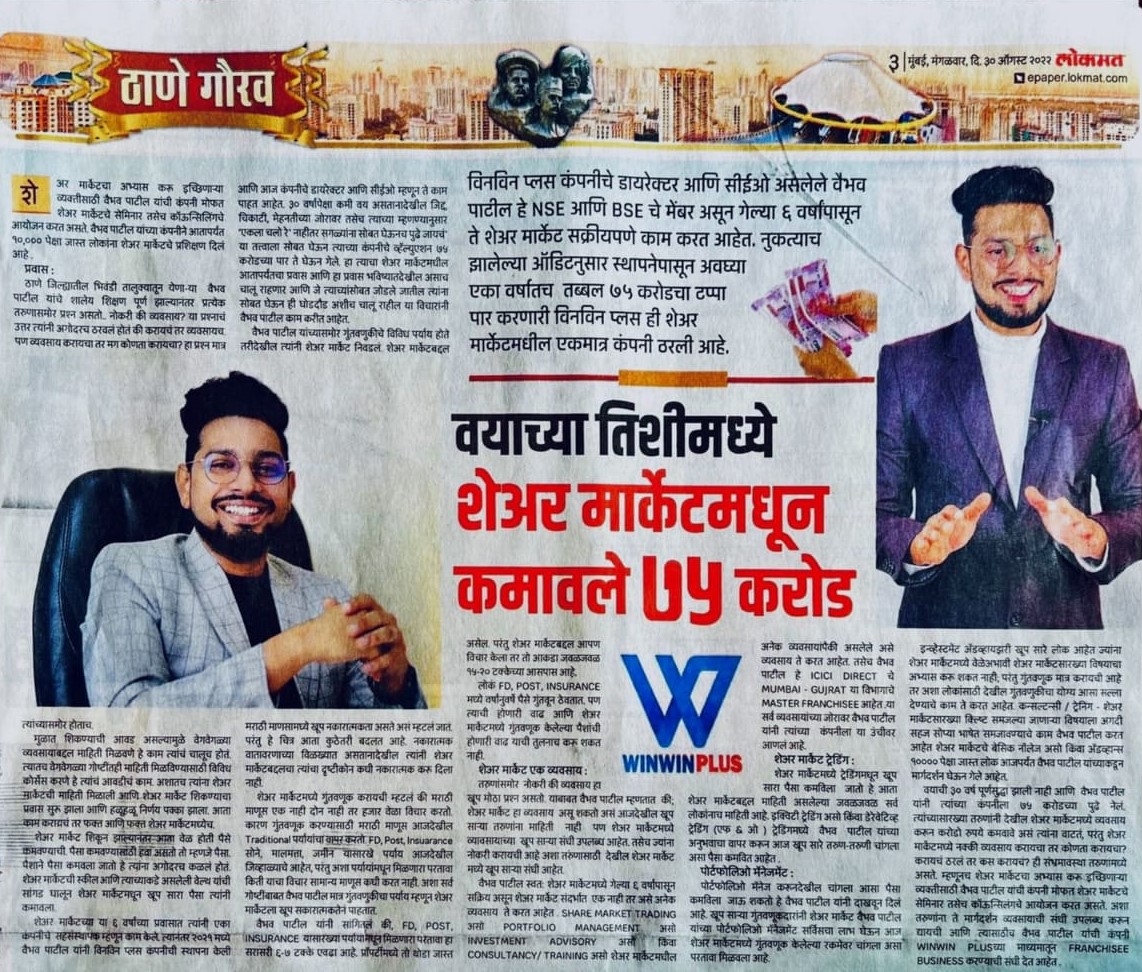 ठाणे गौरव
३ | मुंबई, मंगळवार, दि. ३० ऑगस्ट २०२२ लोकमत
epaper.lokmat.com
शेअर मार्केटचा अभ्यास करू इच्छिणाऱ्या
व्यक्तीसाठी वैभव पाटील यांची कंपनी मोफत
शेअर मार्केटचे सेमिनार तसेच कॉऊन्सिलिंगचे
आयोजन करत असते. वैभव पाटील यांच्या कंपनीने आतापर्यंत
१०,००० पेक्षा जास्त लोकांना शेअर मार्केटचे प्रशिक्षण दिलं
आहे.
प्रवास :
ठाणे जिल्ह्यातील भिवंडी तालुक्यातून येणा-या वैभव
पाटील यांचे शालेय शिक्षण पूर्ण झाल्यानंतर प्रत्येक
तरुणासमोर प्रश्न असतो. नोकरी की व्यवसाय? या प्रश्नाचं
उत्तर त्यांनी अगोदरच ठरवलं होतं की करायचं तर व्यवसायच.
पण व्यवसाय करायचा तर मग कोणता करायचा? हा प्रश्न मात्र
आणि आज कंपनीचे डायरेक्टर आणि सीईओ म्हणून ते काम
पाहत आहेत. ३० वर्षापेक्षा कमी वय असतानादेखील जिद्द,
चिकाटी, मेहनतीच्या जोरावर तसेच त्याच्या म्हणण्यानुसार
'एकला चलो रे' नाहीतर सगळ्यांना सोबत घेऊनच पुढे जायचं'
या तत्वाला सोबत घेऊन त्याच्या कंपनीचे व्हॅल्युएशन ७५
करोडच्या पार ते घेऊन गेले. हा त्याचा शेअर मार्केटमधील
आतापर्यंतचा प्रवास आणि हा प्रवास भविष्यातदेखील असाच
चालू राहणार आणि जे त्यांच्यासोबत जोडले जातील त्यांना
सोबत घेऊन ही घोडदौड अशीच चालू राहील या विचारांनी
वैभव पाटील काम करीत आहेत.
वैभव पाटील यांच्यासमोर गुंतवणुकीचे विविध पर्याय होते
तरीदेखील त्यांनी शेअर मार्केट निवडलं. शेअर मार्केटबद्दल
विनविन प्लस कंपनीचे डायरेक्टर आणि सीईओ असलेले वैभव
पाटील हे NSE आणि BSE चे मेंबर असून गेल्या ६ वर्षांपासून
ते शेअर मार्केट सक्रीयपणे काम करत आहेत. नुकत्याच
झालेल्या ऑडिटनुसार स्थापनेपासून अवघ्या
एका वर्षातच तब्बल ७५ करोडचा टप्पा
पार करणारी विनविन प्लस ही शेअर
मार्केटमधील एकमात्र कंपनी ठरली आहे.
वयाच्या तिशीमध्ये
शेअर मार्केटमधून
कमावले ७५ करोड
त्यांच्यासमोर होताच.
मुळात शिकण्याची आवड असल्यामुळे वेगवेगळ्या
व्यवसायाबद्दल माहिती मिळवणे हे काम त्यांचं चालूच होतं.
त्यातच वेगवेगळ्या गोष्टीतही माहिती मिळविण्यासाठी विविध
कोर्सेस करणे हे त्यांचं आवडीचं काम. अशातच त्यांना शेअर
मार्केटची माहिती मिळाली आणि शेअर मार्केट शिकण्याचा
प्रवास सुरू झाला आणि हळूहळू निर्णय पक्का झाला. आता
काम करायचं तर फक्त आणि फक्त शेअर मार्केटमध्येच.
शेअर मार्केट शिकून झाल्यानंतर आता वेळ होती पैसे
कमवण्याची. पैसा कमवण्यासाठी हवा असतो तो म्हणजे पैसा.
पैशाने पैसा कमवला जातो हे त्यांना अगोदरच कळलं होतं.
शेअर मार्केटची स्कील आणि त्याच्याकडे असलेली वेल्थ यांची
सांगड घालून शेअर मार्केटमधून खूप सारा पैसा त्यांनी
कमावला.
शेअर मार्केटच्या या ६ वर्षाच्या प्रवासात त्यांनी एका
कंपनीचे सहसंस्थापक म्हणून काम केले. त्यानंतर २०२१ मध्ये
वैभव पाटील यांनी विनविन प्लस कंपनीची स्थापना केली
मराठी माणसामध्ये खूप नकारात्मकता असते असं म्हटलं जातं.
परंतु हे चित्र आता कुठेतरी बदलत आहे. नकारात्मक
वातावरणाच्या विळख्यात असतानादेखील त्यांनी शेअर
मार्केटबद्दलचा त्यांचा दृष्टीकोन कधी नकारात्मक करू दिला
नाही.
शेअर मार्केटमध्ये गुंतवणूक करायची म्हटलं की मराठी
माणूस एक नाही दोन नाही तर हजार वेळा विचार करतो.
कारण गुंतवणूक करण्यासाठी मराठी माणूस आजदेखील
Traditional पर्यायांचा वापर करतो FD, Post, Insuarance
सोने, मालमत्ता, जमीन यासारखे पर्याय आजदेखील
जिव्हाळ्याचे आहेत, परंतु अशा पर्यायांमधून मिळणारा परतावा
किती याचा विचार सामान्य माणूस कधी करत नाही. अशा सर्व
गोष्टींबाबत वैभव पाटील मात्र गुंतवणुकीचा पर्याय म्हणून शेअर
मार्केटला खूप सकारात्मकतेने पाहतात.
वैभव पाटील यांनी सांगितलं की, FD, POST,
INSURANCE यासारख्या पर्यायांमधून मिळणारा परतावा हा
सरासरी ६-७ टक्के एवढा आहे. प्रॉपर्टीमध्ये तो थोडा जास्त
असेल. परंतु शेअर मार्केटबद्दल आपण
विचार केला तर तो आकडा जवळजवळ
१५-२० टक्केच्या आसपास आहे.
लोकं FD, POST, INSURANCE
मध्ये वर्षानुवर्ष पैसे गुंतवून ठेवतात. पण
त्याची होणारी वाढ आणि शेअर
मार्केटमध्ये गुंतवणूक केलेल्या पैशांची
होणारी वाढ याची तुलनाच करू शकत
नाही.
शेअर मार्केट एक व्यवसाय :
तरुणांसमोर नोकरी की व्यवसाय हा
खूप मोठा प्रश्न असतो. याबाबत वैभव पाटील म्हणतात की;
शेअर मार्केट हा व्यवसाय असू शकतो असं आजदेखील खूप
साऱ्या तरुणांना माहिती नाही पण शेअर मार्केटमध्ये
व्यावसायाच्या खूप साऱ्या संधी उपलब्ध आहेत. तसेच ज्यांना
नोकरी करायची आहे अशा तरुणासाठी देखील शेअर मार्केट
मध्ये खूप साऱ्या संधी आहेत.
वैभव पाटील स्वतः शेअर मार्केटमध्ये गेल्या ६ वर्षांपासून
सक्रिय असून शेअर मार्केट संदर्भात एक नाही तर असे अनेक
व्यवसाय ते करत आहेत . SHARE MARKET TRADING
असो PORTFOLIO MANAGEMENT असो
INVESTMENT ADVISORY असो किंवा
CONSULTANCY/ TRAINING असो शेअर मार्केटमधील
WINWINPLUS
अनेक व्यवसायांपैकी असलेले असे
व्यवसाय ते करत आहेत. तसेच वैभव
पाटील हे ICICI DIRECT चे
MUMBAI - GUJRAT या विभागाचे
MASTER FRANCHISEE आहेत.या
सर्व व्यवसायांच्या जोरावर वैभव पाटील
यांनी त्यांच्या कंपनीला या उंचीवर
आणलं आहे.
शेअर मार्केट ट्रेडिंग :
शेअर मार्केटमध्ये ट्रेडिंगमधून खूप
सारा पैसा कमविला जातो हे आता
शेअर मार्केटबद्दल माहिती असलेल्या जवळजवळ सर्व
लोकांनाच माहिती आहे. इक्विटी ट्रेडिंग असो किंवा डेरेवेटिव्ह
ट्रेडिंग (एफ & ओ ) ट्रेडिंगमध्ये वैभव पाटील यांच्या
अनुभवाचा वापर करून आज खूप सारे तरुण-तरुणी चांगला
असा पैसा कमवित आहेत .
पोर्टफोलिओ मॅनेजमेंट :
पोर्टफोलिओ मॅनेज करूनदेखील चांगला असा पैसा
कमविला जाऊ शकतो हे वैभव पाटील यांनी दाखवून दिलं
आहे. खूप साऱ्या गुंतवणूकदारांनी शेअर मार्केट वैभव पाटील
यांच्या पोर्टफोलिओ मॅनेजमेंट सर्विसचा लाभ घेऊन आज
शेअर मार्केटमध्ये गुंतवणूक केलेल्या रकमेवर चांगला असा
परतावा मिळवला आहे.
इन्व्हेस्टमेंट अ‍ॅडव्हायझरी खूप सारे लोक आहेत ज्यांना
शेअर मार्केटमध्ये वेळेअभावी शेअर मार्केटसारख्या विषयाचा
अभ्यास करू शकत नाही; परंतु गुंतवणूक मात्र करायची आहे
तर अशा लोकांसाठी देखील गुंतवणुकीचा योग्य असा सल्ला
देण्याचे काम ते करत आहेत. कन्सल्टन्सी / ट्रेनिंग - शेअर
मार्केटसारख्या क्लिष्ट समजल्या जाणाऱ्या विषयाला अगदी
सहज सोप्या भाषेत समजावण्याचे काम वैभव पाटील करत
आहेत शेअर मार्केटचे बेसिक नॉलेज असो किंवा अ‍ॅडव्हान्स
१०००० पेक्षा जास्त लोक आजपर्यंत वैभव पाटील यांच्याकडून
मार्गदर्शन घेऊन गेले आहेत.
वयाची ३० वर्ष पूर्णसुद्धा झाली नाही आणि वैभव पाटील
यांनी त्यांच्या कंपनीला ७५ करोडच्या पुढे नेलं.
त्यांच्यासारख्या तरुणांनी देखील शेअर मार्केटमध्ये व्यवसाय
करून करोडो रुपये कमवावे असं त्यांना वाटतं, परंतु शेअर
मार्केटमध्ये नक्की व्यवसाय करायचा तर कोणता करायचा?
करायचं ठरलं तर कस करायचं? ही संभ्रमावस्था तरुणांमध्ये
असते. म्हणूनच शेअर मार्केटचा अभ्यास करू इच्छिणाऱ्या
व्यक्तीसाठी वैभव पाटील यांची कंपनी मोफत शेअर मार्केटचे
सेमिनार तसेच कॉऊन्सिलिंगचे आयोजन करत असते. अशा
तरुणांना ते मार्गदर्शन व्यवसायाची संधी उपलब्ध करून
द्यायची आणि त्यासाठीच वैभव पाटील यांची कंपनी
WINWIN PLUSच्या माध्यमातून FRANCHISEE
BUSINESS करण्याची संधी देत आहेत.